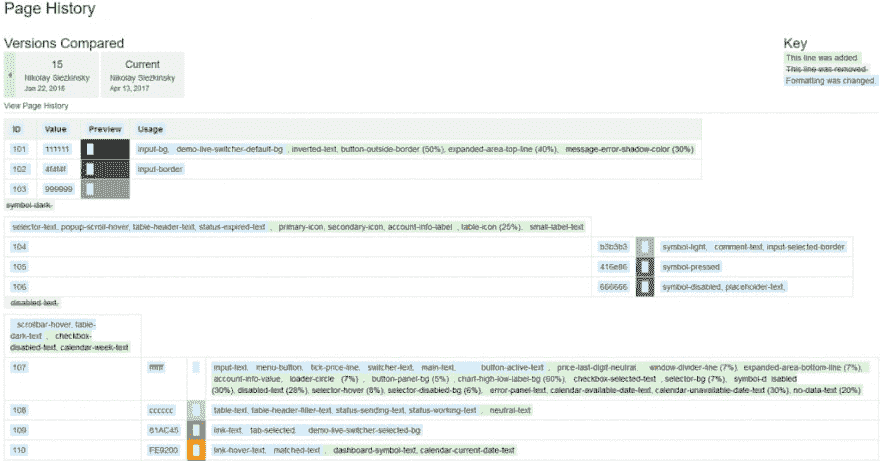 Page History
Versions Compared
Key
15
Current
Nikolay Slezkinsky
Nikolay Slezkinsky
Jan 22, 2016
Apr 13, 2017
This line was added.
This line was removed.
Formatting was changed.
View Page History
ID Value Preview Usage
101 111111 input-bg, demo-live-switcher-default-bg , inverted-text, button-outside-border (50%), expanded-area-top-line (40%), message-error-shadow-color (30%)
102 4f4f4f input-border
103 999999
symbol-dark,
selector-text, popup-scroll-hover, table-header-text, status-expired-text , primary-icon, secondary-icon, account-info-label , table-icon (25%), small-label-text
104 b3b3b3 symbol-light, comment-text, input-selected-border
105 416e86 symbol-pressed
106 666666 symbol-disabled, placeholder-text,
disabled-text,
scrollbar-hover, table-
dark-text , checkbox-
disabled-text, calendar-week-text
107 ffffff input-text, menu-button, tick-price-line, switcher-text, main-text, button-active-text , price-last-digit-neutral window-divider-line (7%), expanded-area-bottom-line (7%),
account-info-value, loader-circle (7%) , button-panel-bg (5%) , chart-high-low-label-bg (60%) checkbox-selected-text , selector-bg (7%), symbol-d isabled
(30%), disabled-text (28%), selector-hover (8%), selector-disabled-bg (6%), error-panel-text, calendar-available-date-text, calendar-unavailable-date-text (30%), no-data-text (20%)
108 cccccc table-text, table-header-filter-text, status-sending-text, status-working-text , neutral-text
109 61AC45 link-text, tab-selected, demo-live-switcher-selected-bg
110 FE9200 link-hover-text, matched-text , dashboard-symbol-text, calendar-current-date-text